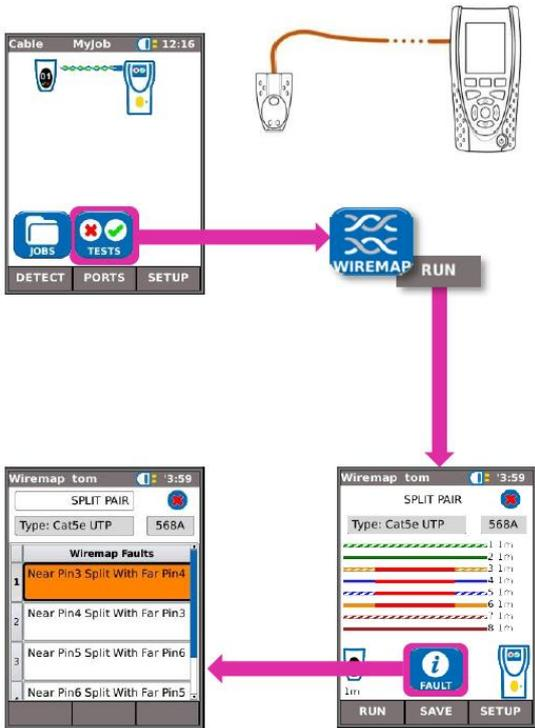 Cable MyJob 12:16
01
JOBS
TESTS
DETECT PORTS SETUP
WIREMAP
RUN
Wiremap tom '3:59
SPLIT PAIR
Type: Cat5e UTP 568A
Wiremap Faults
1 Near Pin3 Split With Far Pin4
2 Near Pin4 Split With Far Pin3
3 Near Pin5 Split With Far Pin6
Near Pin6 Split With Far Pin5
Wiremap tom '3:59
SPLIT PAIR
Type: Cat5e UTP 568A
1 1m
2 1m
3 1m
4 1m
5 1m
6 1m
7 1m
8 1m
1m
i
FAULT
RUN SAVE SETUP